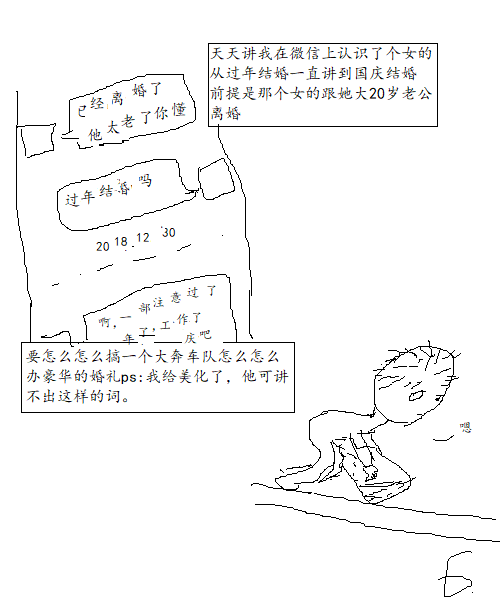 天天讲我在微信上认识了个女的
从过年结婚一直讲到国庆结婚
前提是那个女的跟她大20岁老公
离婚
已经离婚了
他太老了你懂
过年结婚吗
2018.12.30
啊,一部注意过了
年了,工作了
庆吧
要怎么怎么搞一个大奔车队怎么怎么
办豪华的婚礼ps:我给美化了，他可讲
不出这样的词。
嗯
6